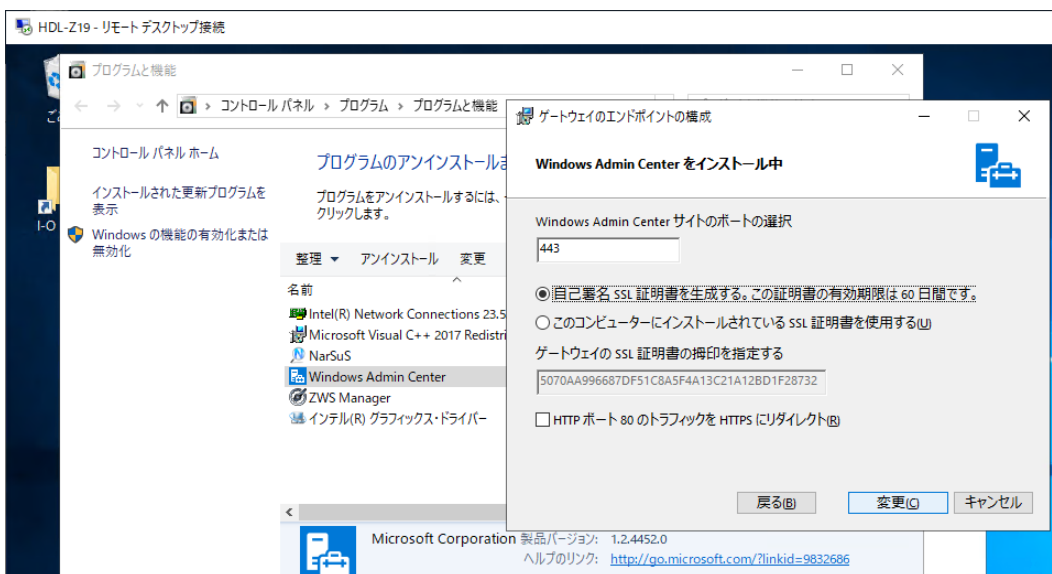 HDL-Z19 - リモート デスクトップ接続
プログラムと機能
コントロール パネル › プログラム › プログラムと機能
コントロール パネル ホーム
インストールされた更新プログラムを
表示
Windows の機能の有効化または
無効化
I-O
プログラムのアンインストールま
プログラムをアンインストールするには、
クリックします。
整理 アンインストール 変更
名前
Intel(R) Network Connections 23.5
Microsoft Visual C++ 2017 Redistri
NarSuS
Windows Admin Center
ZWS Manager
インテル(R) グラフィックス・ドライバー
Microsoft Corporation 製品バージョン: 1.2.4452.0
ヘルプのリンク: http://go.microsoft.com/?linkid=9832686
ゲートウェイのエンドポイントの構成
Windows Admin Center をインストール中
Windows Admin Center サイトのポートの選択
443
自己署名 SSL 証明書を生成する。この証明書の有効期限は 60 日間です。
このコンピューターにインストールされている SSL 証明書を使用する(U)
ゲートウェイの SSL 証明書の拇印を指定する
5070AA996687DF51C8A5F4A13C21A12BD1F28732
HTTP ポート 80 のトラフィックを HTTPS にリダイレクト(R)
戻る(B) 変更(C) キャンセル